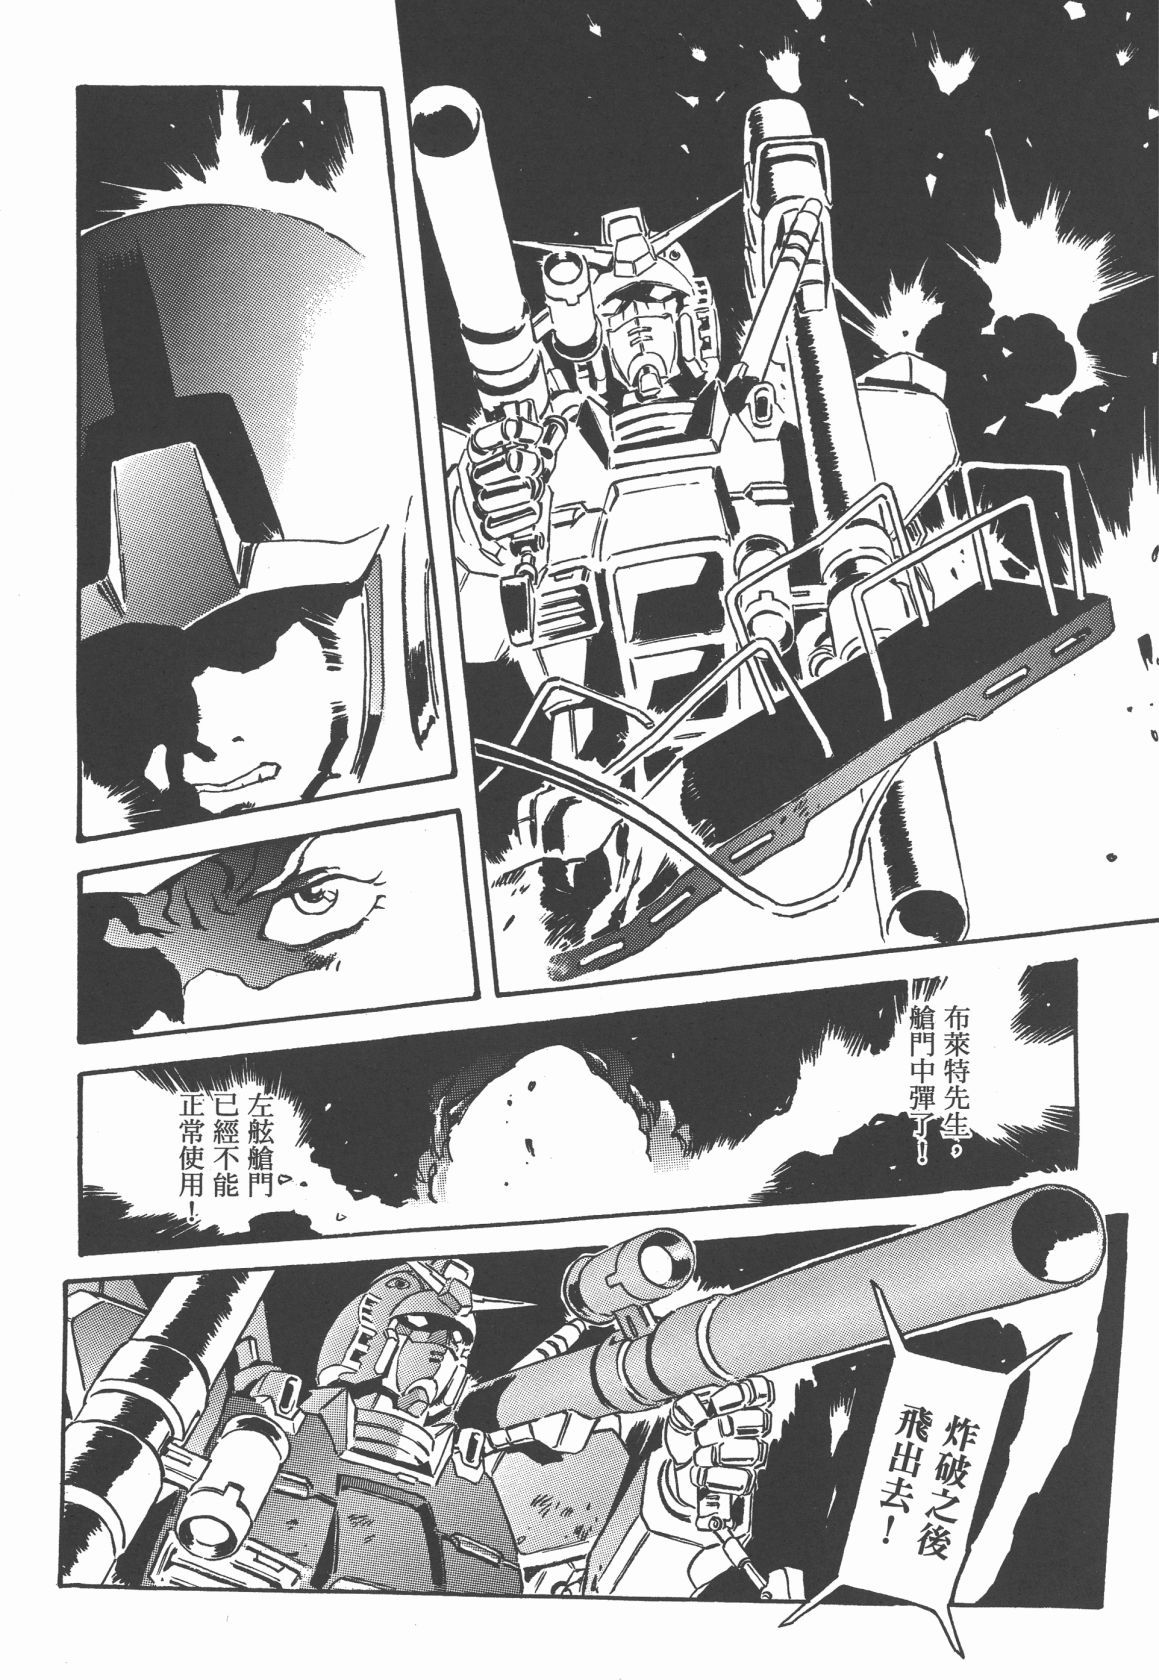 布萊特先生，
艙門中彈了！
左舷艙門
已經不能
正常使用！
炸破之後
飛出去！